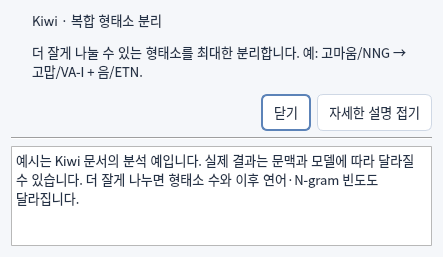 Kiwi · 복합 형태소 분리
더 잘게 나눌 수 있는 형태소를 최대한 분리합니다. 예: 고마움/NNG →
고맙/VA-I + 음/ETN.
닫기
자세한 설명 접기
예시는 Kiwi 문서의 분석 예입니다. 실제 결과는 문맥과 모델에 따라 달라질
수 있습니다. 더 잘게 나누면 형태소 수와 이후 연어·N-gram 빈도도
달라집니다.